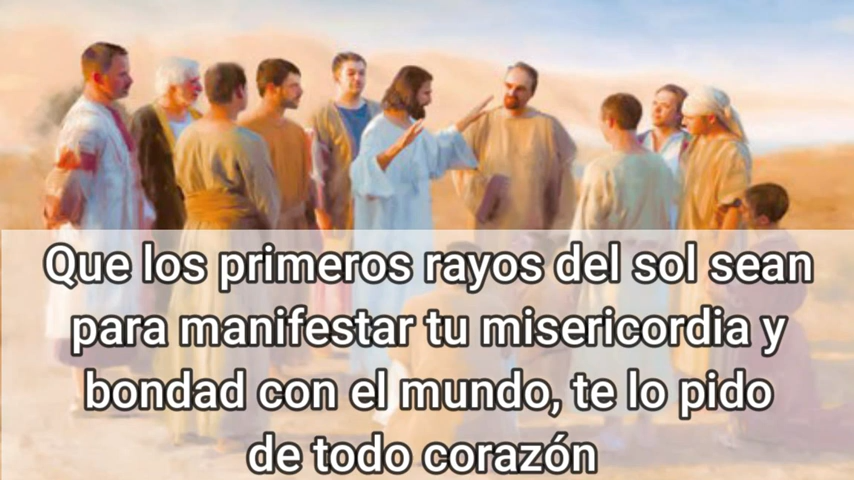 Que los primeros rayos del sol sean
para manifestar tu misericordia y
bondad con el mundo, te lo pido
de todo corazón